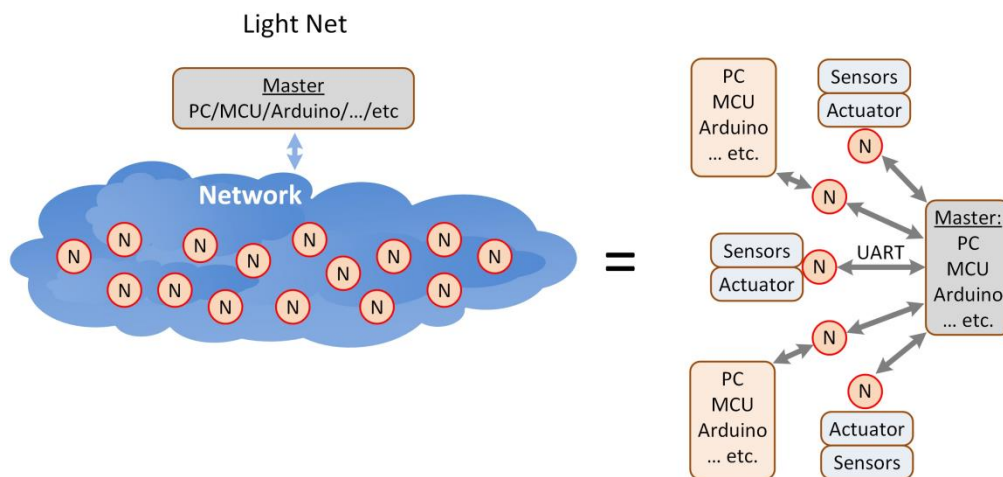 Light Net
Master
PC/MCU/Arduino/.../etc
Network
N
N
N
N
N
N
N
N
N
N
N
N
N
N
=
PC
MCU
Arduino
... etc.
Sensors
Actuator
N
N
Sensors
Actuator
N
UART
Master:
PC
MCU
Arduino
... etc.
N
PC
MCU
Arduino
... etc.
N
Actuator
Sensors